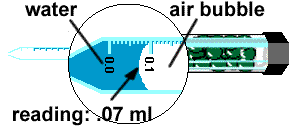 water air bubble
0.0 0.1
reading: .07 ml